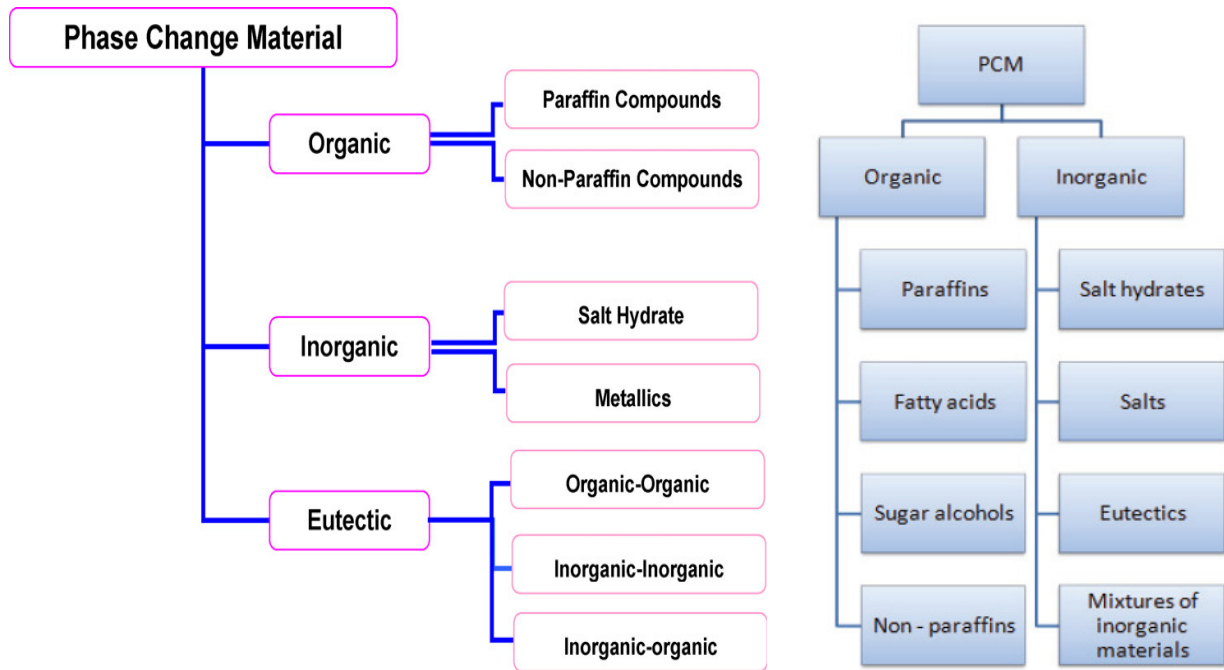 Phase Change Material
Organic
Paraffin Compounds
Non-Paraffin Compounds
Inorganic
Salt Hydrate
Metallics
Eutectic
Organic-Organic
Inorganic-Inorganic
Inorganic-organic
PCM
Organic
Inorganic
Paraffins
Salt hydrates
Fatty acids
Salts
Sugar alcohols
Eutectics
Non - paraffins
Mixtures of
inorganic
materials